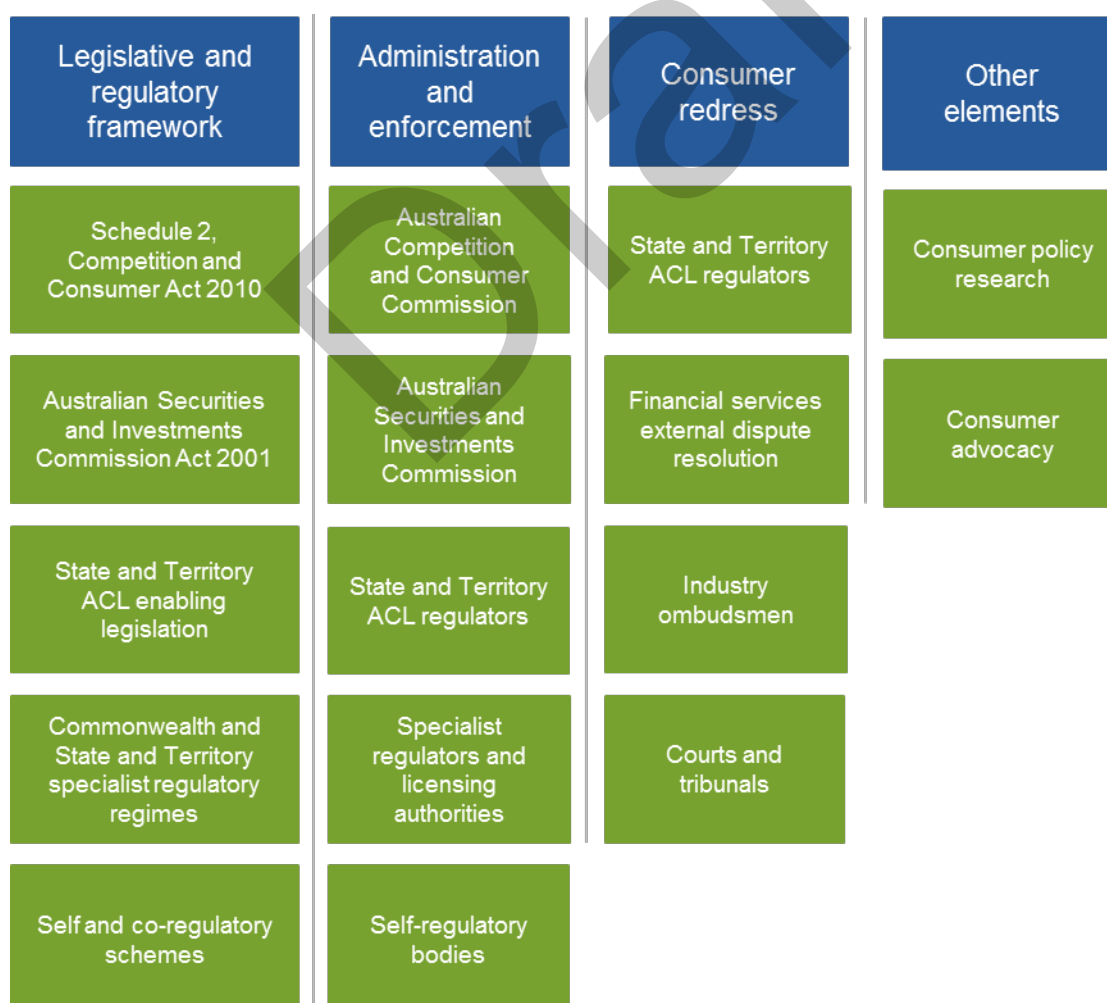 Legislative and
regulatory
framework
Schedule 2,
Competition and
Consumer Act 2010
Australian Securities
and Investments
Commission Act 2001
State and Territory
ACL enabling
legislation
Commonwealth and
State and Territory
specialist regulatory
regimes
Self and co-regulatory
schemes
Administration
and
enforcement
Australian
Competition
and Consumer
Commission
Australian
Securities and
Investments
Commission
State and Territory
ACL regulators
Specialist
regulators and
licensing
authorities
Self-regulatory
bodies
Consumer
redress
State and Territory
ACL regulators
Financial services
external dispute
resolution
Industry
ombudsmen
Courts and
tribunals
Other
elements
Consumer policy
research
Consumer
advocacy